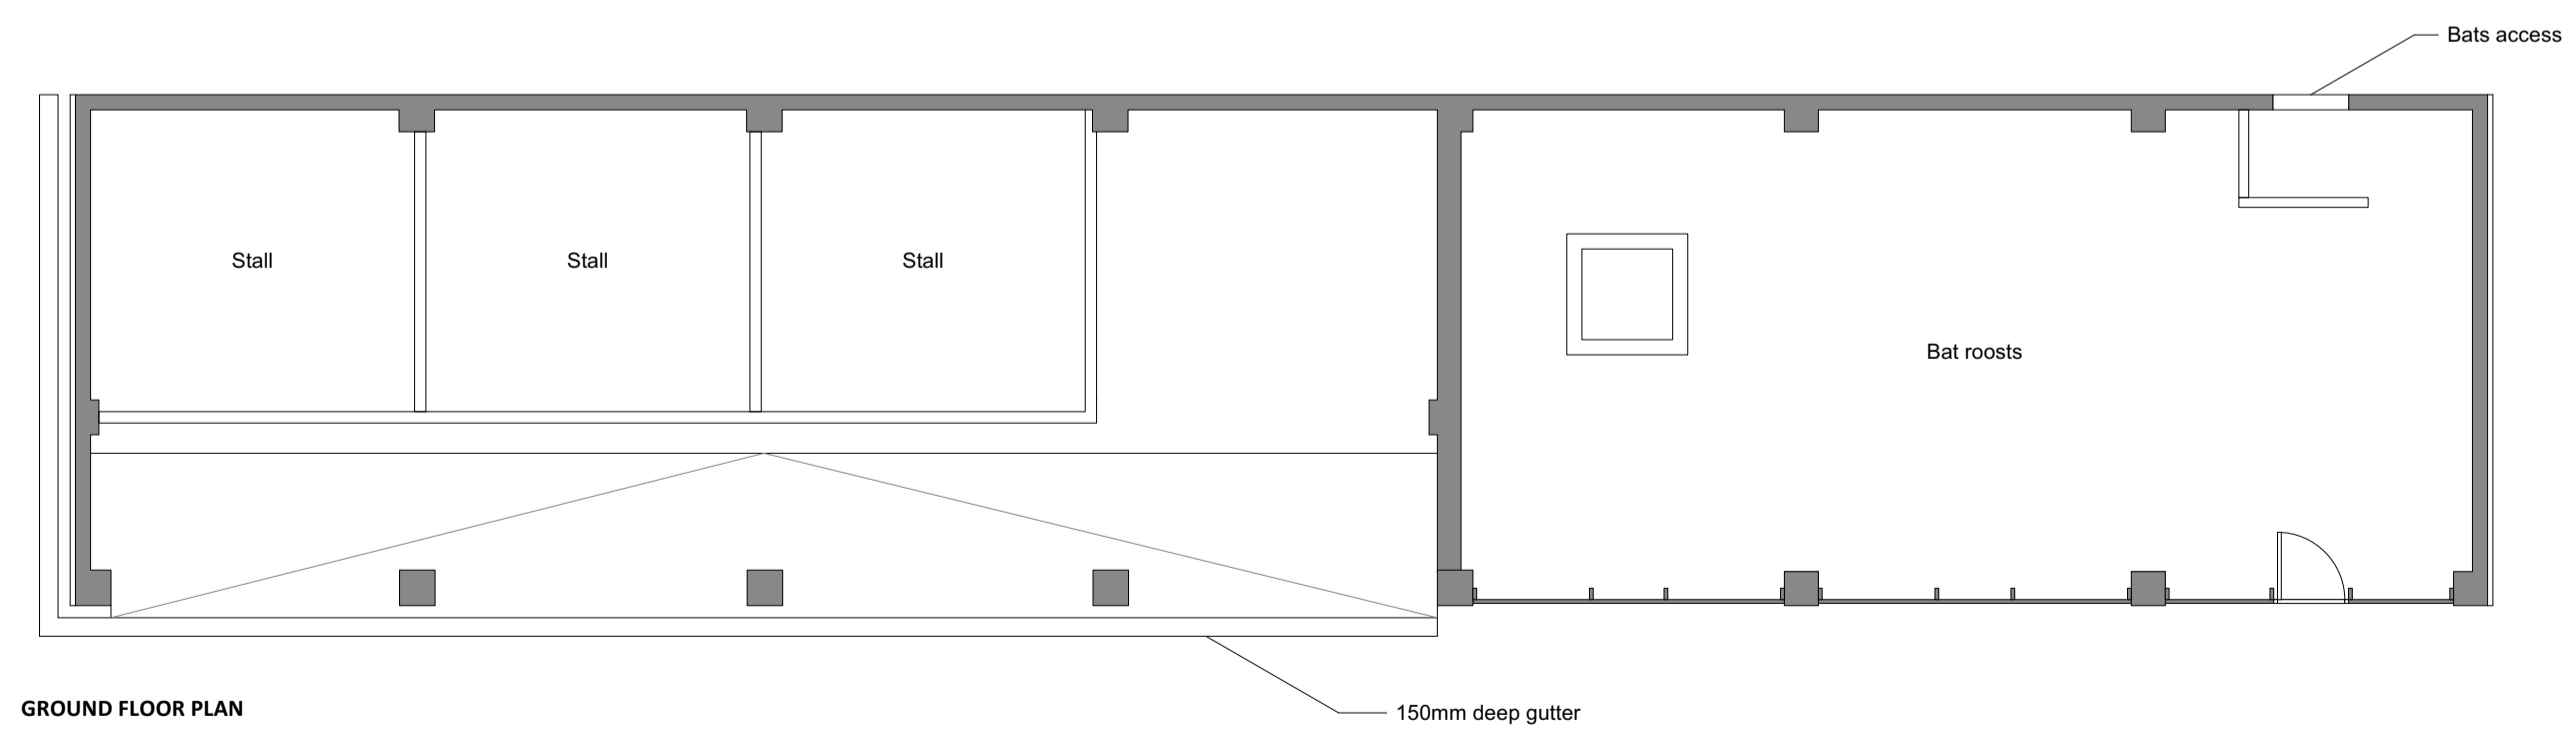 Bats access
Stall
Stall
Stall
Bat roosts
GROUND FLOOR PLAN
150mm deep gutter